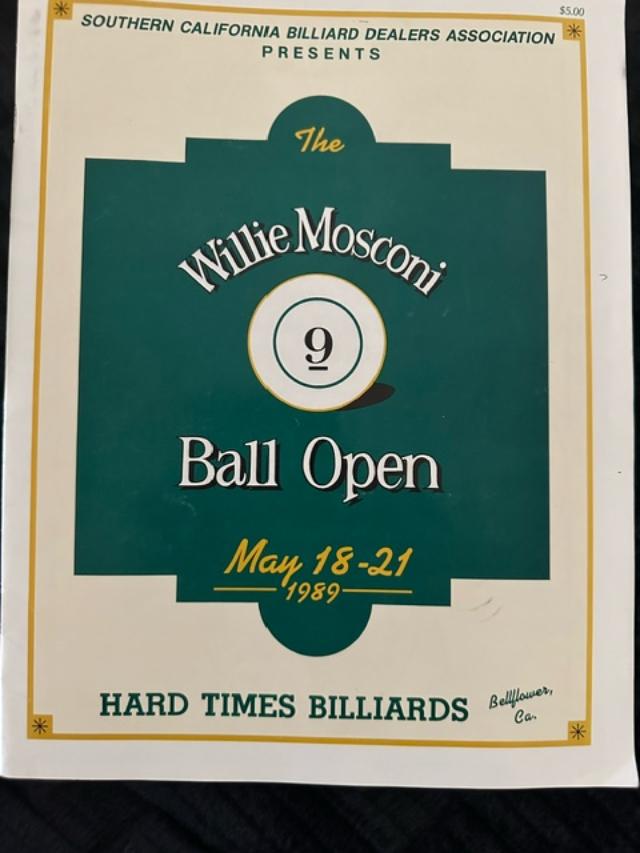 $5.00
SOUTHERN CALIFORNIA BILLIARD DEALERS ASSOCIATION
PRESENTS
The
Willie Mosconi
9
Ball Open
May 18-21
1989
HARD TIMES BILLIARDS
Bellflower,
Ca.